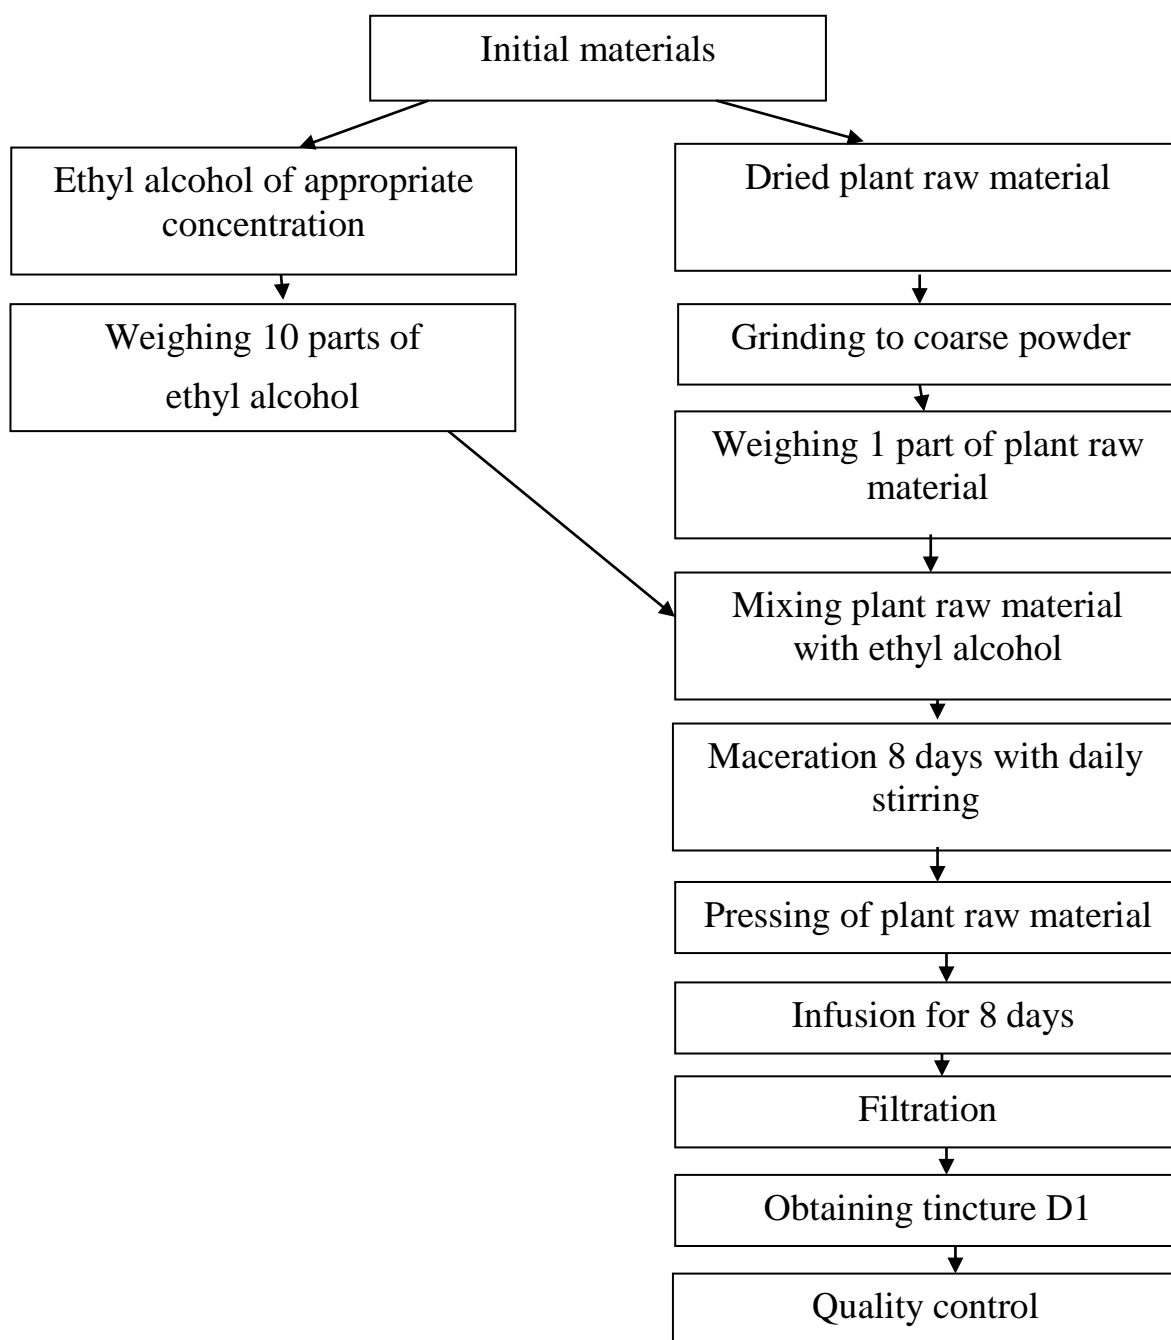 Initial materials
Ethyl alcohol of appropriate
concentration
Dried plant raw material
Weighing 10 parts of
ethyl alcohol
Grinding to coarse powder
Weighing 1 part of plant raw
material
Mixing plant raw material
with ethyl alcohol
Maceration 8 days with daily
stirring
Pressing of plant raw material
Infusion for 8 days
Filtration
Obtaining tincture D1
Quality control